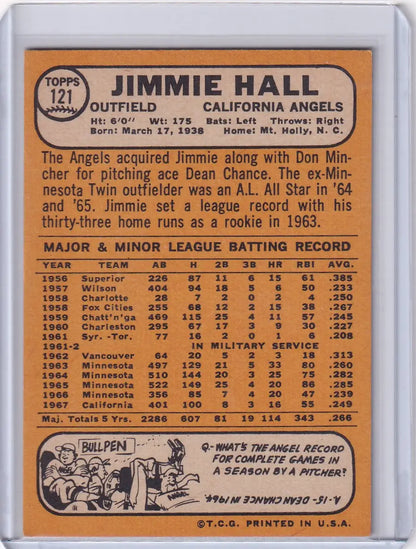 TOPPS
121
JIMMIE HALL
OUTFIELD CALIFORNIA ANGELS
Ht: 6'0" Wt: 175 Bats: Left Throws: Right
Born: March 17, 1938 Home: Mt. Holly, N. C.
The Angels acquired Jimmie along with Don Min-
cher for pitching ace Dean Chance. The ex-Min-
nesota Twin outfielder was an A.L. All Star in '64
and '65. Jimmie set a league record with his
thirty-three home runs as a rookie in 1963.
MAJOR & MINOR LEAGUE BATTING RECORD
YEAR TEAM AB H 2B 3B HR RBI AVG.
1956 Superior 226 87 11 6 15 61 .385
1957 Wilson 404 94 18 5 6 50 .233
1958 Charlotte 28 7 2 0 2 4 .250
1958 Fox Cities 255 68 13 2 15 38 .267
1959 Chatt'n'ga 469 115 25 4 11 57 .245
1960 Charleston 295 67 17 3 9 30 .227
1961 Syr.-Tor. 77 16 2 0 1 6 .208
1961-2 IN MILITARY SERVICE
1962 Vancouver 64 20 5 2 3 18 .313
1963 Minnesota 497 129 21 5 33 80 .260
1964 Minnesota 510 144 20 3 25 75 .282
1965 Minnesota 522 149 25 4 20 86 .285
1966 Minnesota 356 85 7 4 20 47 .239
1967 California 401 100 8 3 16 55 .249
Maj. Totals 5 Yrs. 2286 607 81 19 114 343 .266
BULLPEN
Q-WHAT'S THE ANGEL RECORD
FOR COMPLETE GAMES IN
A SEASON BY A PITCHER?
A-15-DEAN CHANCE IN 1964.
©T.C.G. PRINTED IN U.S.A.